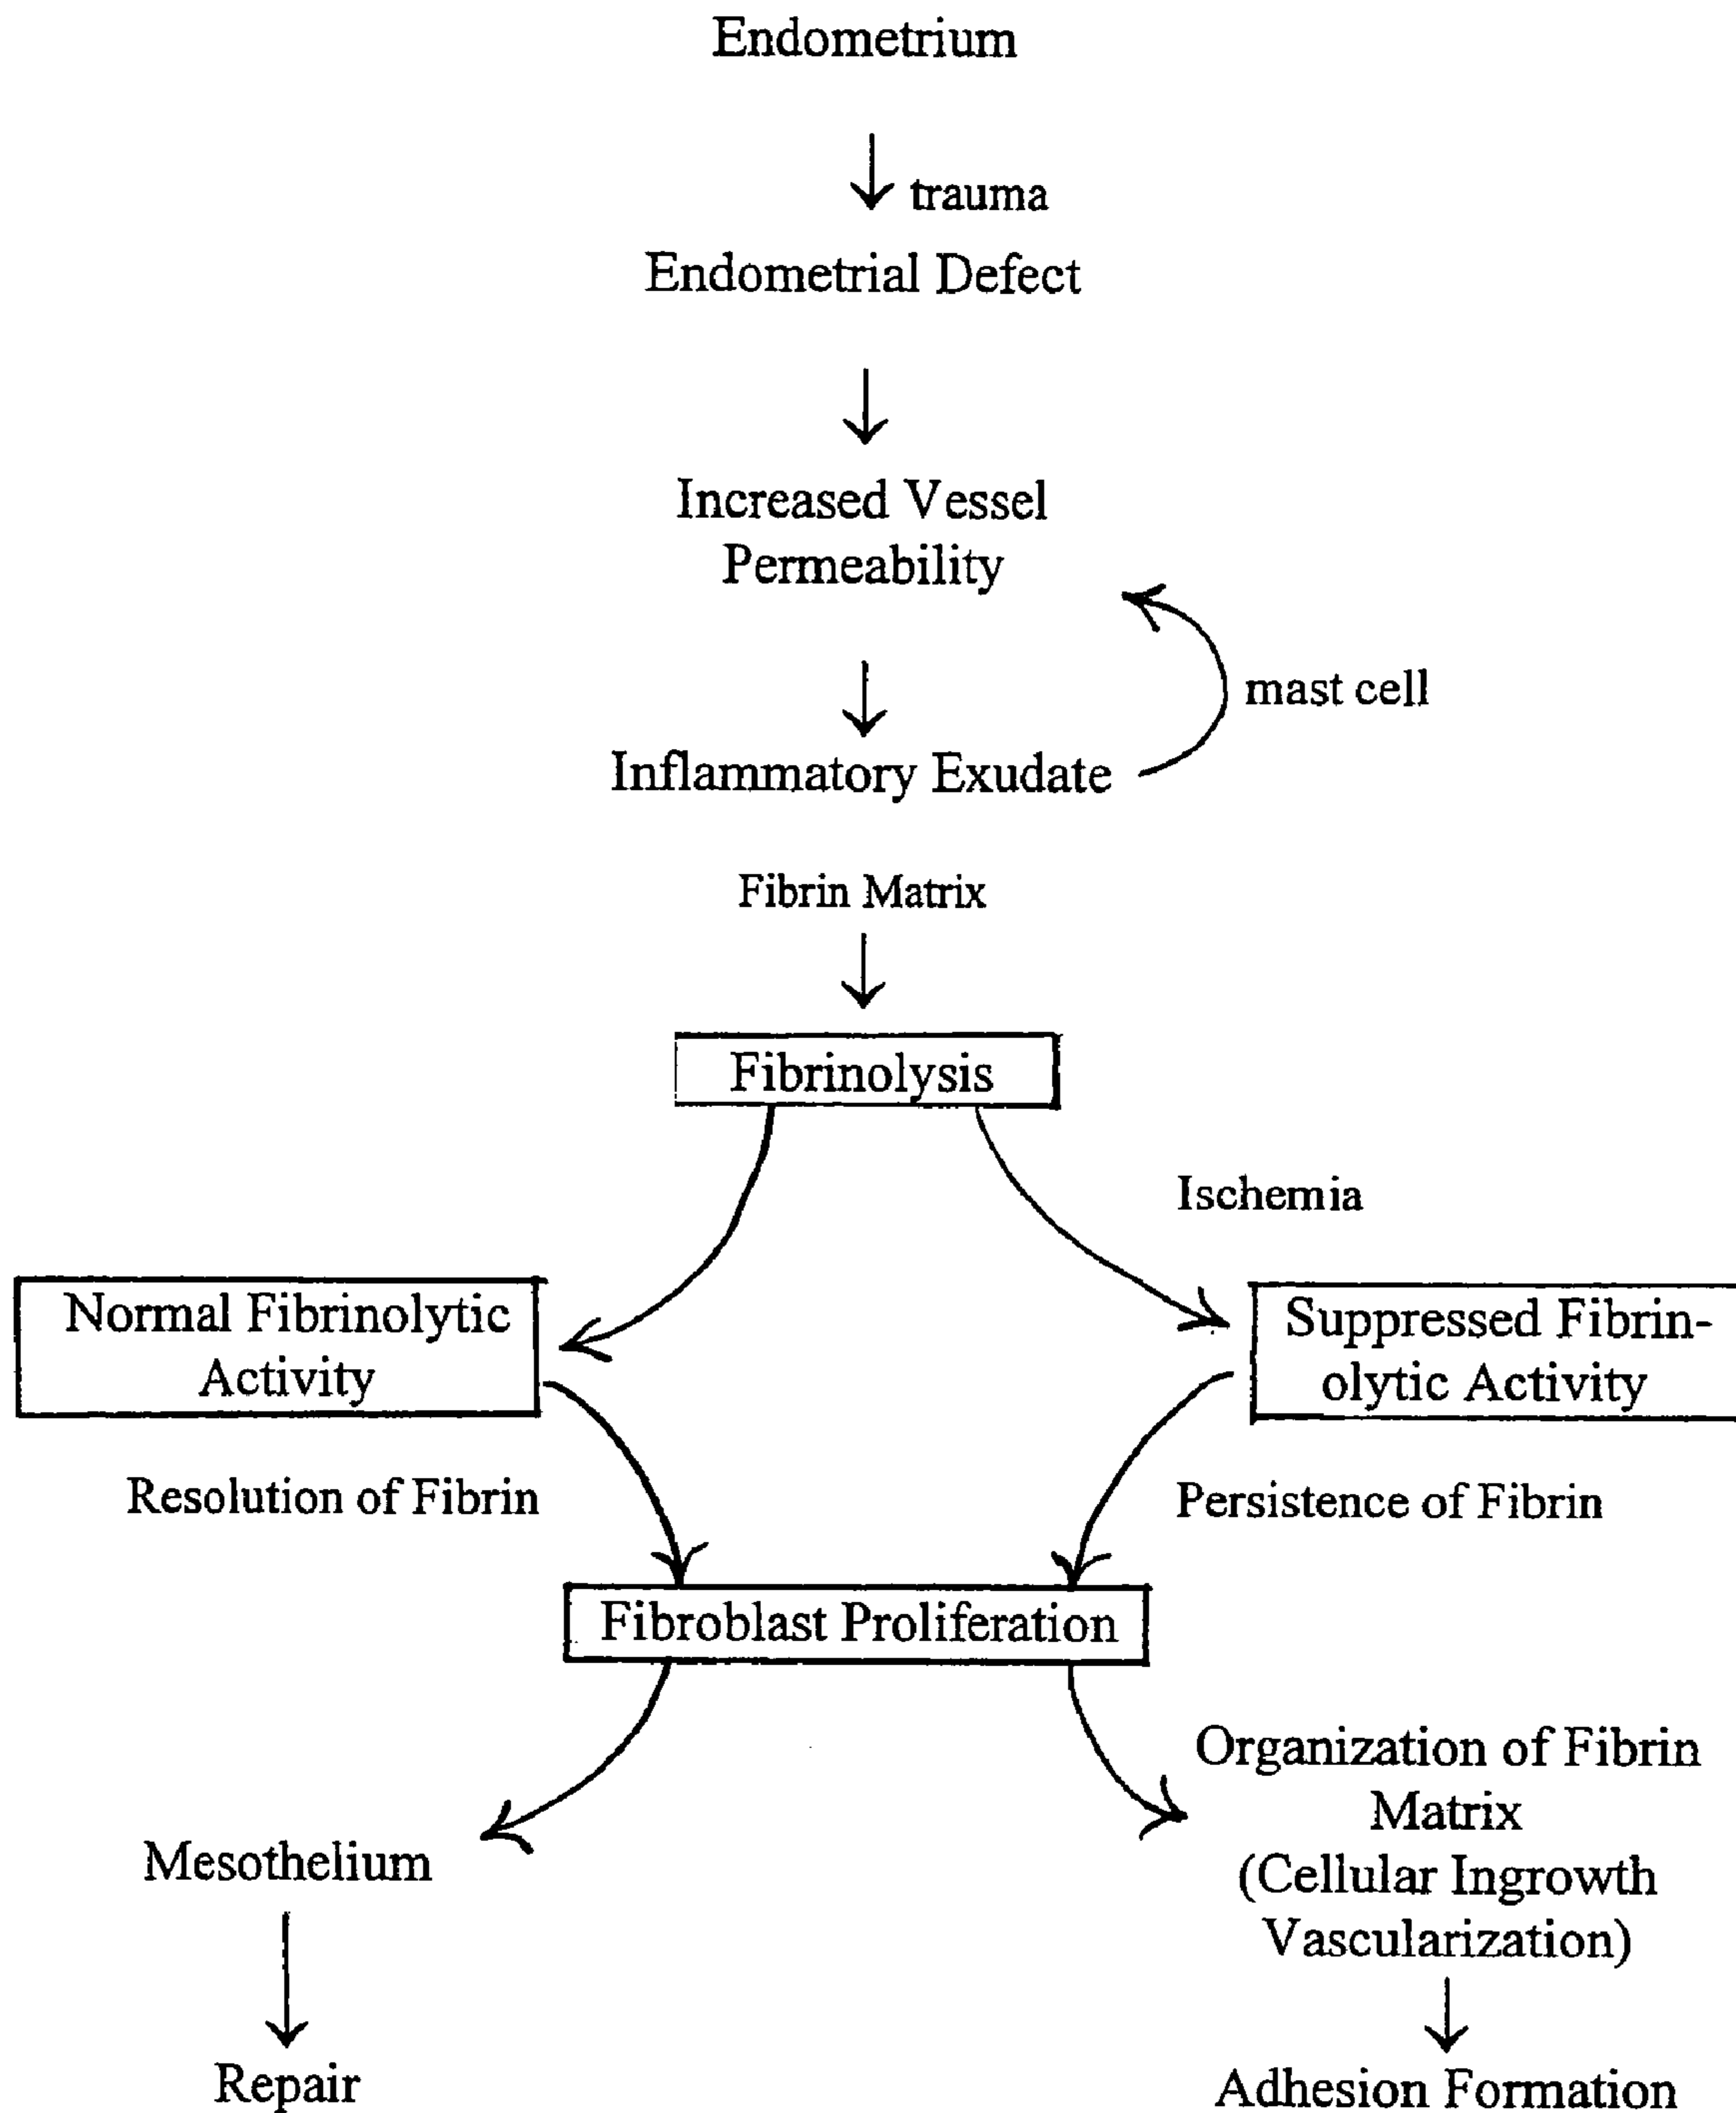 Endometrium
trauma
Endometrial Defect
Increased Vessel
Permeability
mast cell
Inflammatory Exudate
Fibrin Matrix
Fibrinolysis
Ischemia
Normal Fibrinolytic
Activity
Suppressed Fibrin-
olytic Activity
Resolution of Fibrin
Persistence of Fibrin
Fibroblast Proliferation
Organization of Fibrin
Matrix
(Cellular Ingrowth
Vascularization)
Mesothelium
Repair
Adhesion Formation